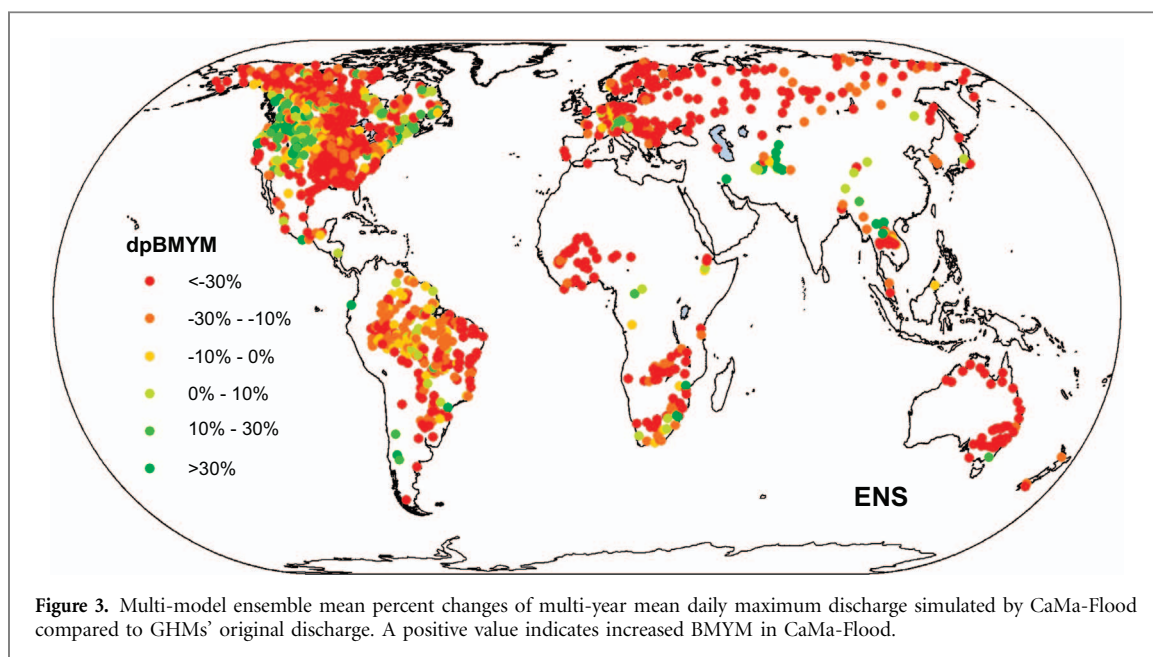 dpBMYM
<-30%
-30% - -10%
-10% - 0%
0% - 10%
10% - 30%
>30%
ENS
Figure 3. Multi-model ensemble mean percent changes of multi-year mean daily maximum discharge simulated by CaMa-Flood
compared to GHMs' original discharge. A positive value indicates increased BMYM in CaMa-Flood.